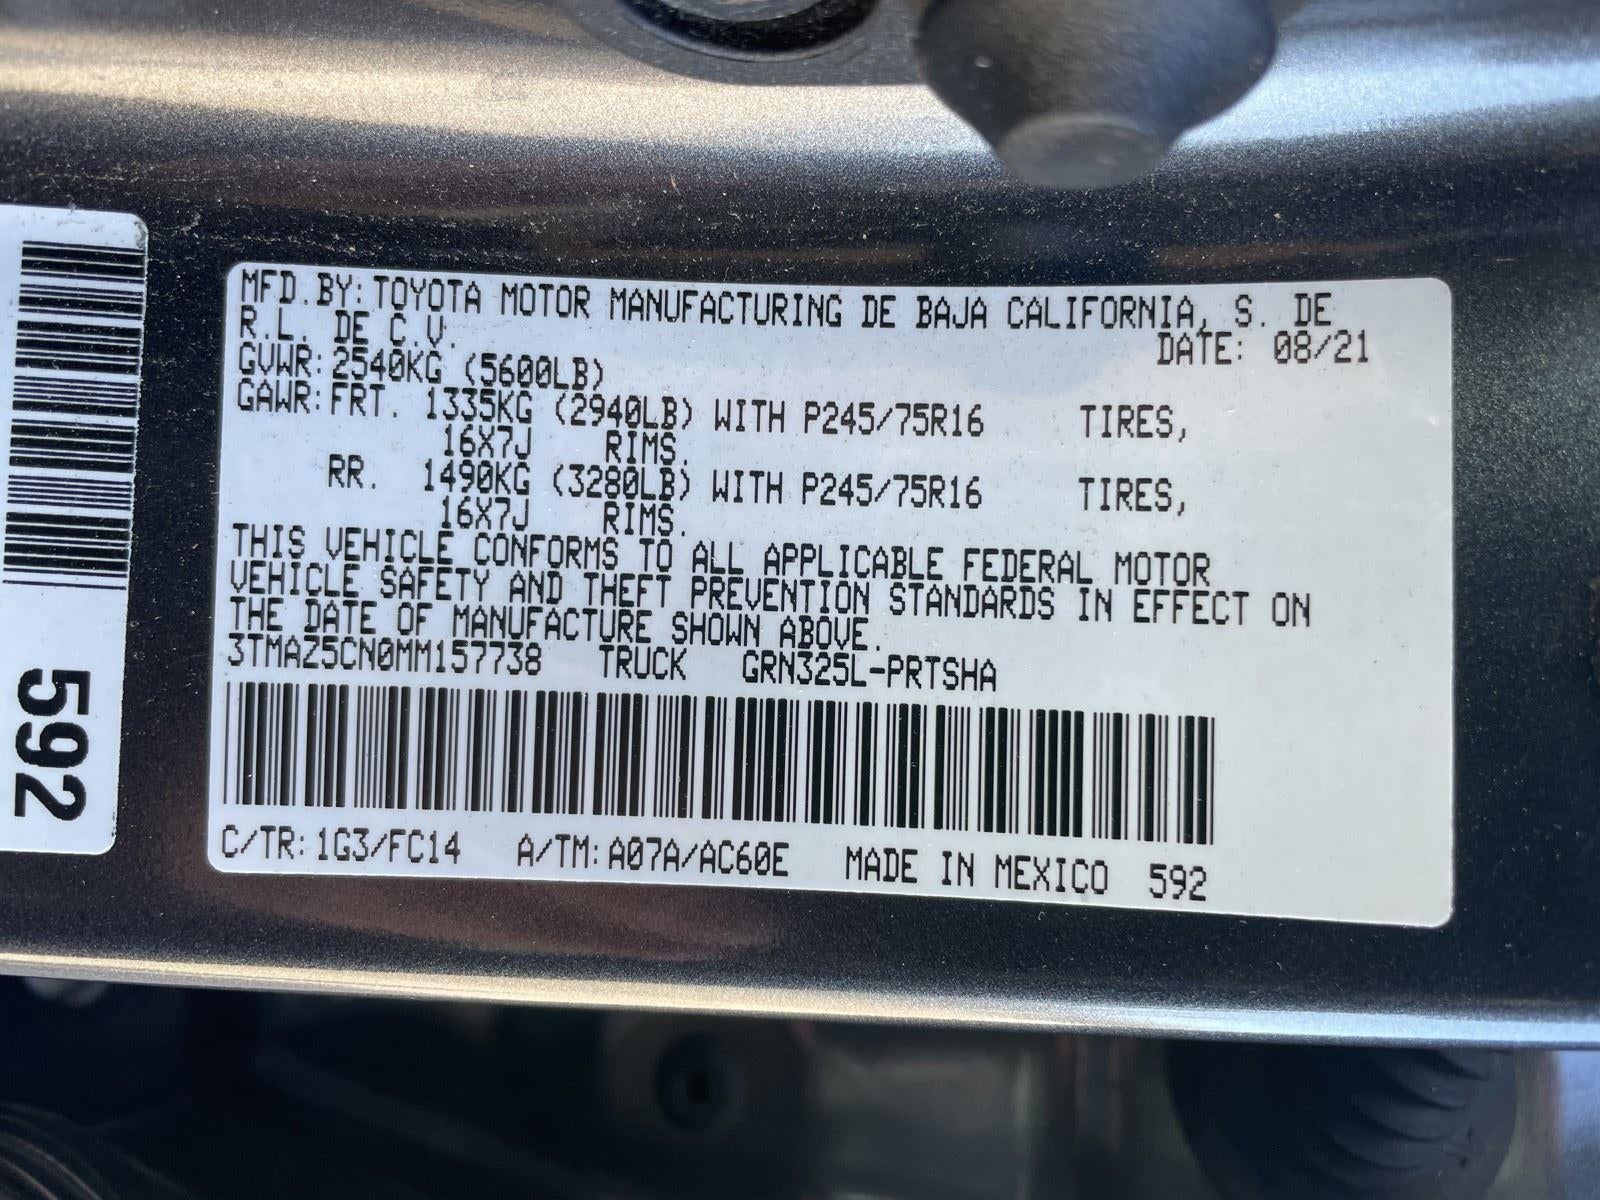 MFD.BY:TOYOTA MOTOR MANUFACTURING DE BAJA CALIFORNIA, S. DE
R.L. DE C.V. DATE: 08/21
GVWR:2540KG (5600LB)
GAWR:FRT. 1335KG (2940LB) WITH P245/75R16 TIRES,
16X7J RIMS.
RR. 1490KG (3280LB) WITH P245/75R16 TIRES,
16X7J RIMS.
THIS VEHICLE CONFORMS TO ALL APPLICABLE FEDERAL MOTOR
VEHICLE SAFETY AND THEFT PREVENTION STANDARDS IN EFFECT ON
THE DATE OF MANUFACTURE SHOWN ABOVE.
3TMAZ5CN0MM157738 TRUCK GRN325L-PRTSHA
C/TR:1G3/FC14 A/TM:A07A/AC60E MADE IN MEXICO 592
592